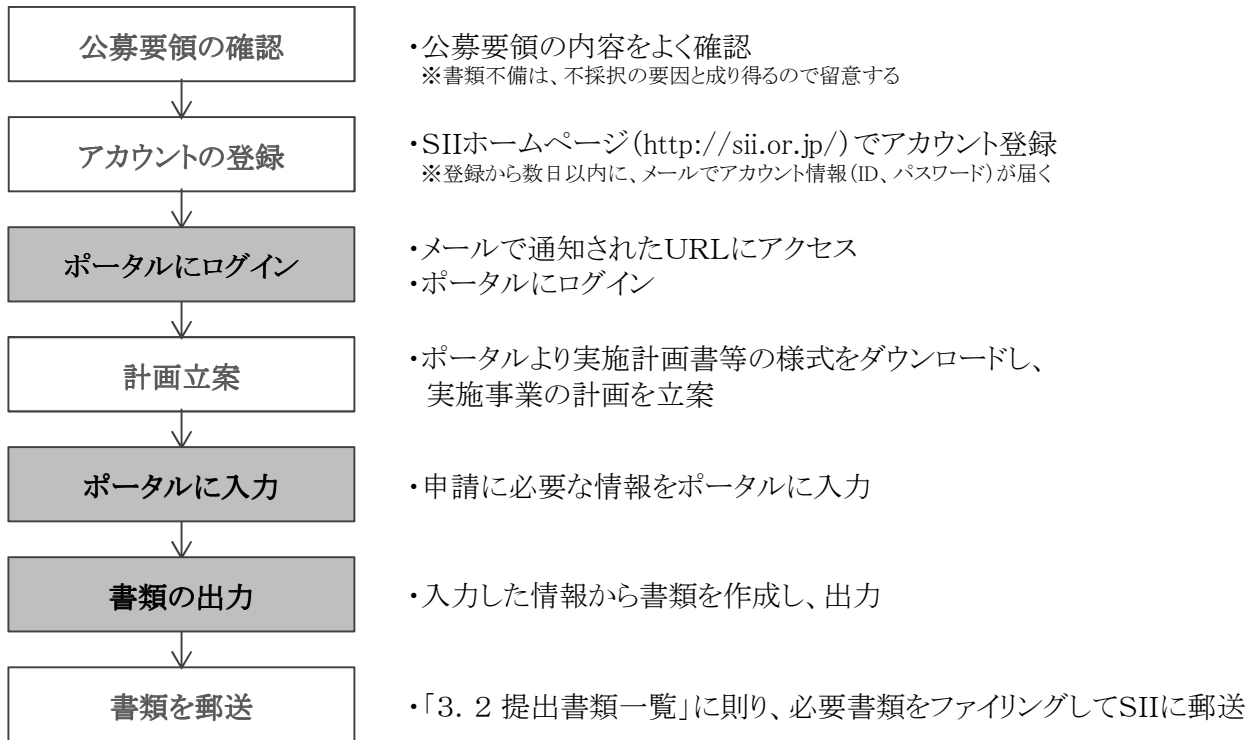 公募要領の確認
・公募要領の内容をよく確認
※書類不備は、不採択の要因と成り得るので留意する
アカウントの登録
・SIIホームページ(http://sii.or.jp/)でアカウント登録
※登録から数日以内に、メールでアカウント情報(ID、パスワード)が届く
ポータルにログイン
・メールで通知されたURLにアクセス
・ポータルにログイン
計画立案
・ポータルより実施計画書等の様式をダウンロードし、
実施事業の計画を立案
ポータルに入力
・申請に必要な情報をポータルに入力
書類の出力
・入力した情報から書類を作成し、出力
書類を郵送
・「3.2 提出書類一覧」に則り、必要書類をファイリングしてSIIに郵送